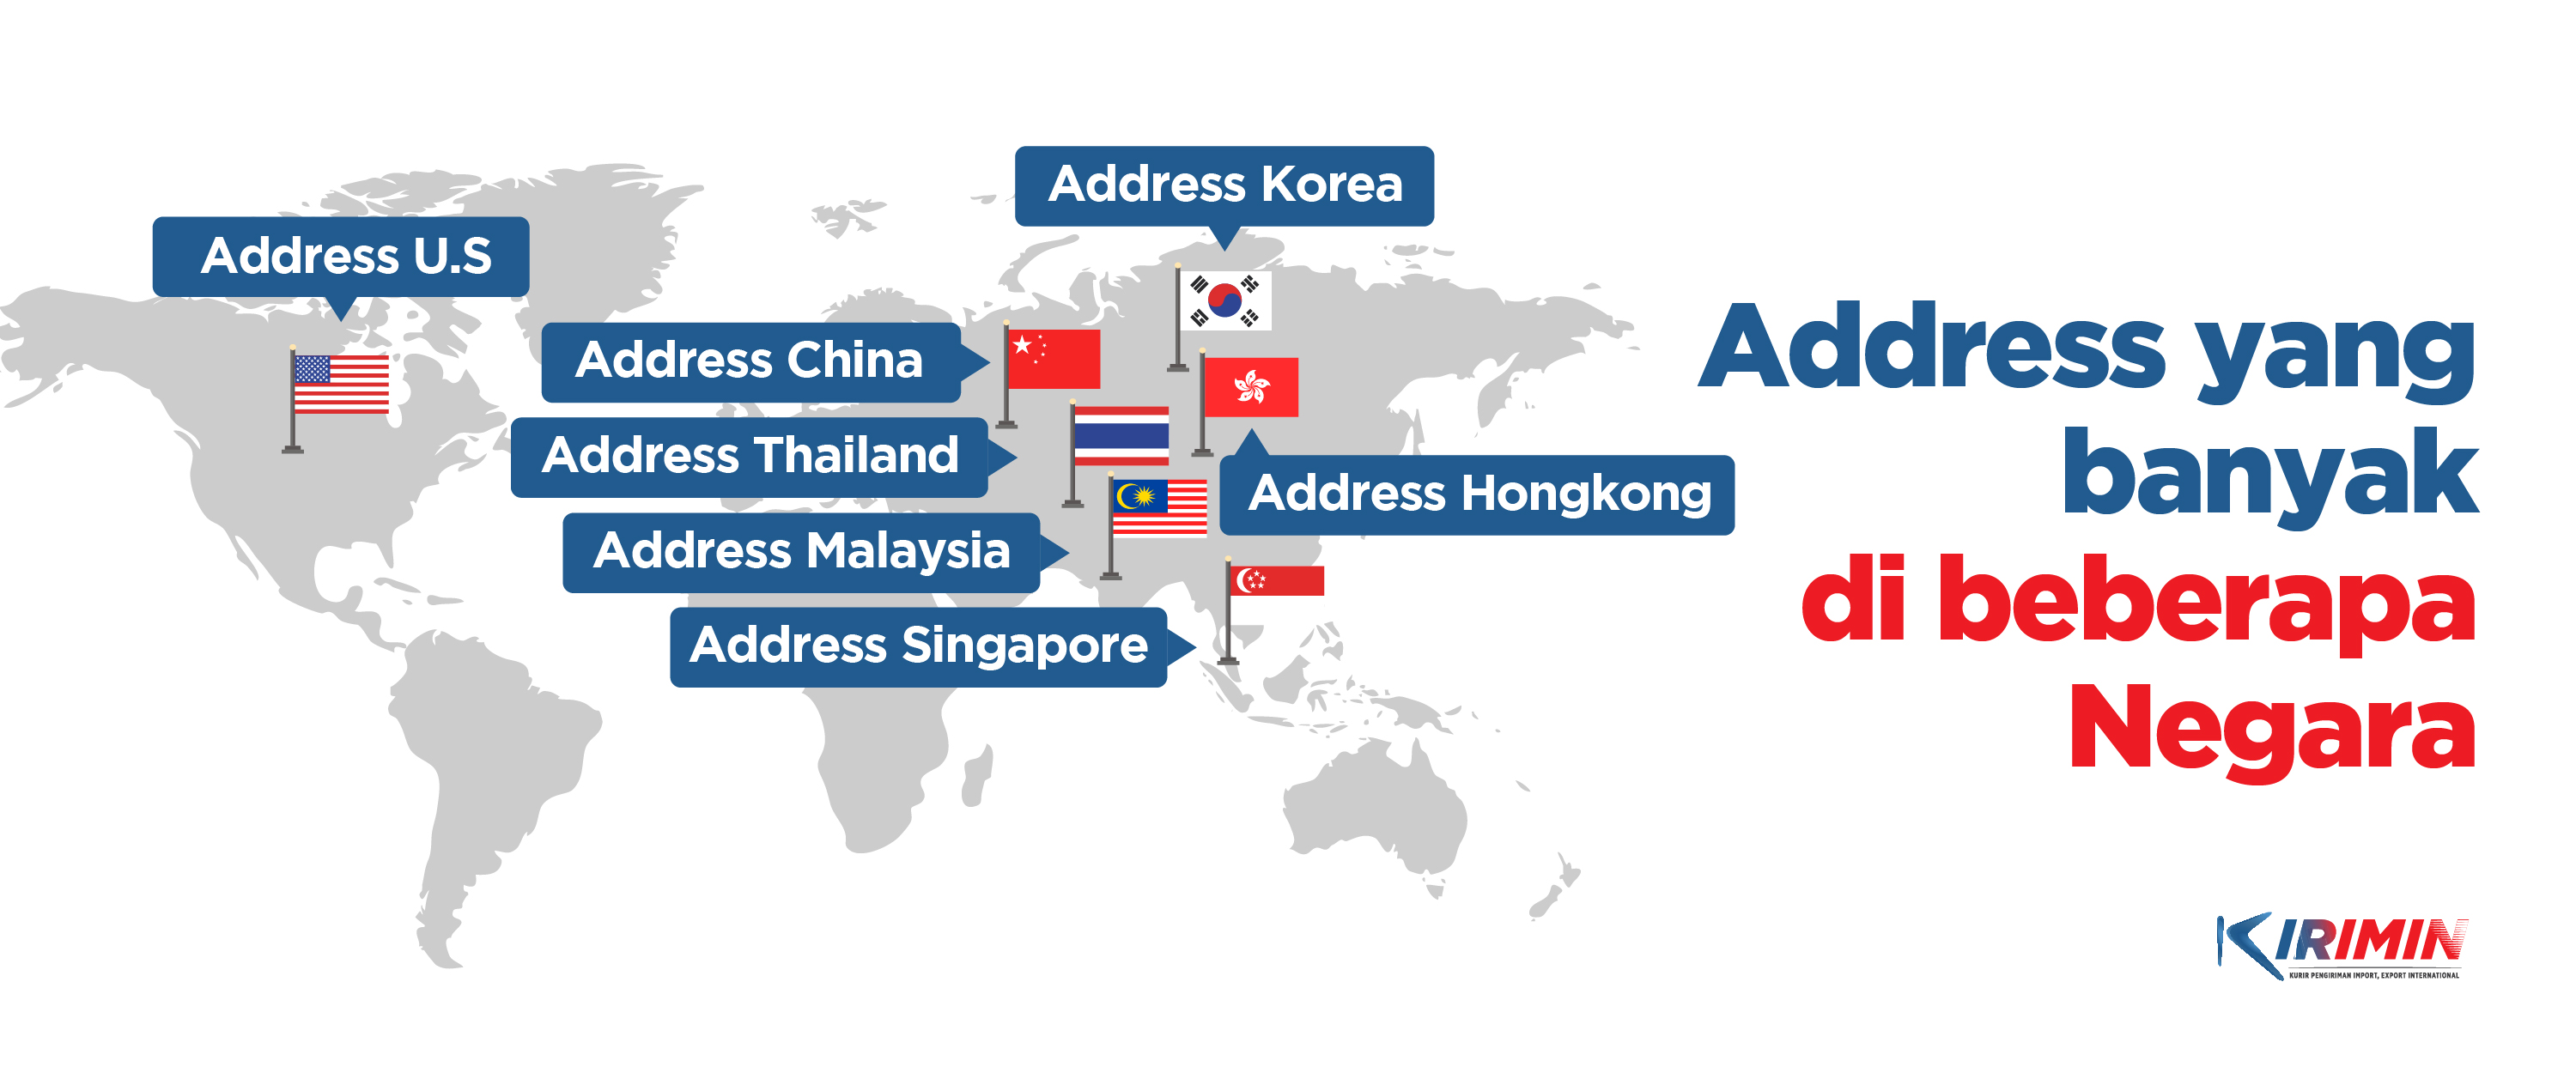 Address Korea
Address U.S
Address China
Address Thailand
Address Hongkong
Address Malaysia
Address Singapore
Address yang
banyak
di beberapa
Negara
KIRIMIN
KURIR PENGIRIMAN IMPORT, EXPORT INTERNATIONAL